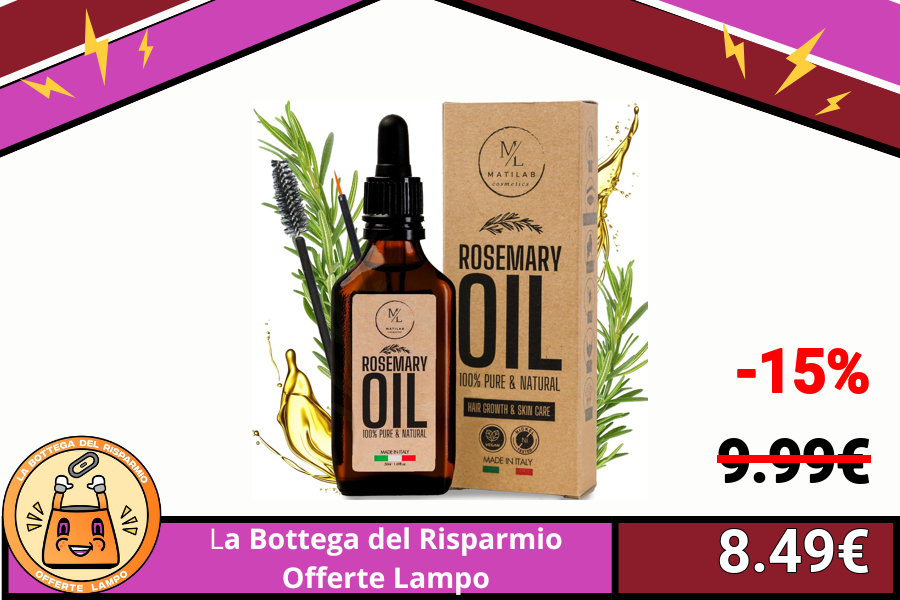 ML
MATILAB
cosmetics
ROSEMARY
OIL
100% PURE & NATURAL
HAIR GROWTH & SKIN CARE
VEGAN
MADE IN ITALY
ML
MATILAB
ROSEMARY
OIL
100% PURE & NATURAL
MADE IN ITALY
-15%
9.99€
8.49€
LA BOTTEGA DEL RISPARMIO
OFFERTE LAMPO
La Bottega del Risparmio
Offerte Lampo